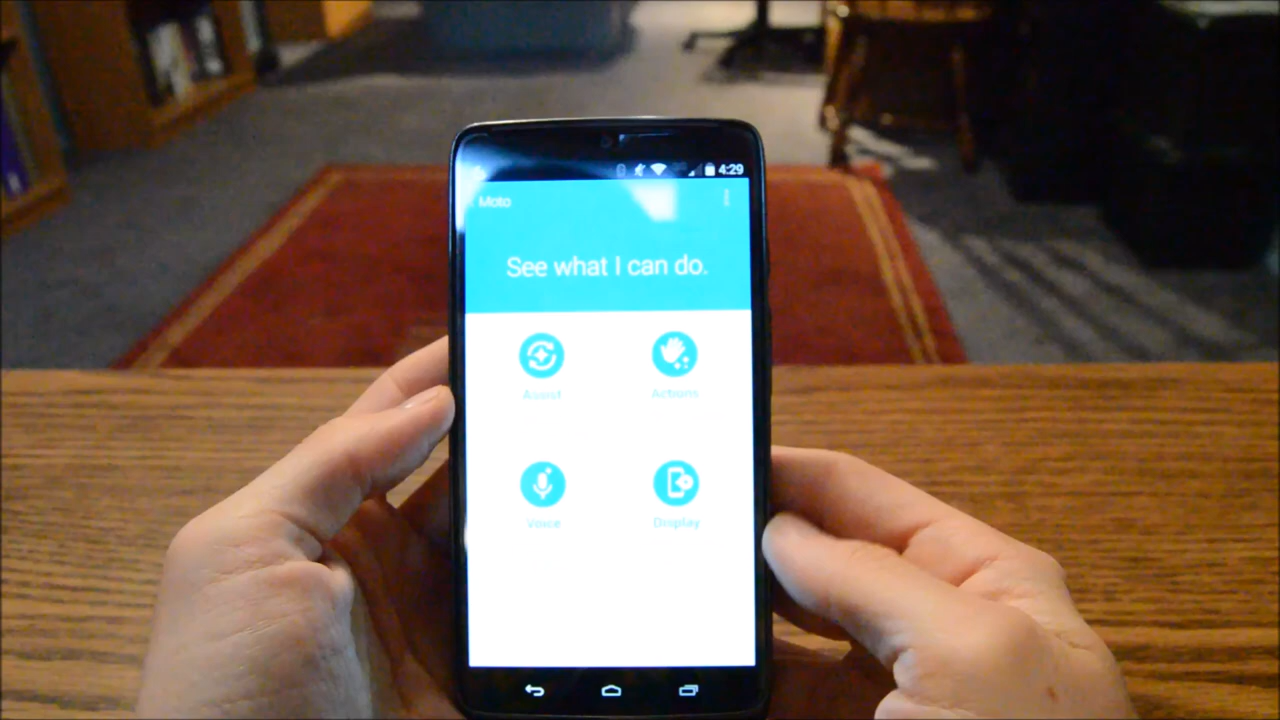 4:29
Moto
See what I can do.
Assist
Actions
Voice
Display